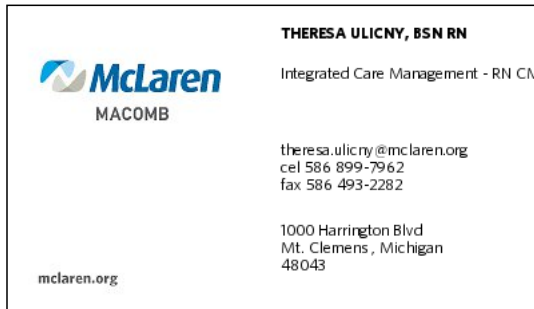 McLaren
MACOMB
mclaren.org
THERESA ULICNY, BSN RN
Integrated Care Management - RN CM
theresa.ulicny@mclaren.org
cel 586 899-7962
fax 586 493-2282
1000 Harrington Blvd
Mt. Clemens , Michigan
48043